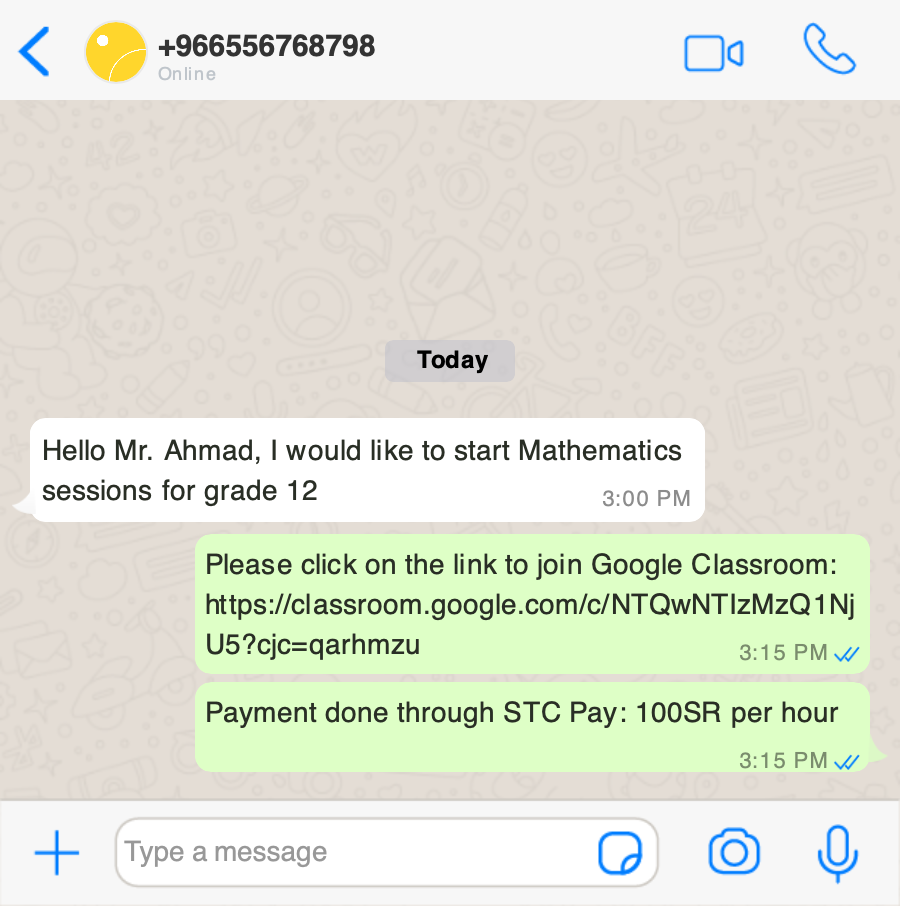 +966556768798
Online
Today
Hello Mr. Ahmad, I would like to start Mathematics
sessions for grade 12
3:00 PM
Please click on the link to join Google Classroom:
https://classroom.google.com/c/NTQwNTIzMzQ1Nj
U5?cjc=qarhmzu
3:15 PM
Payment done through STC Pay: 100SR per hour
3:15 PM
Type a message